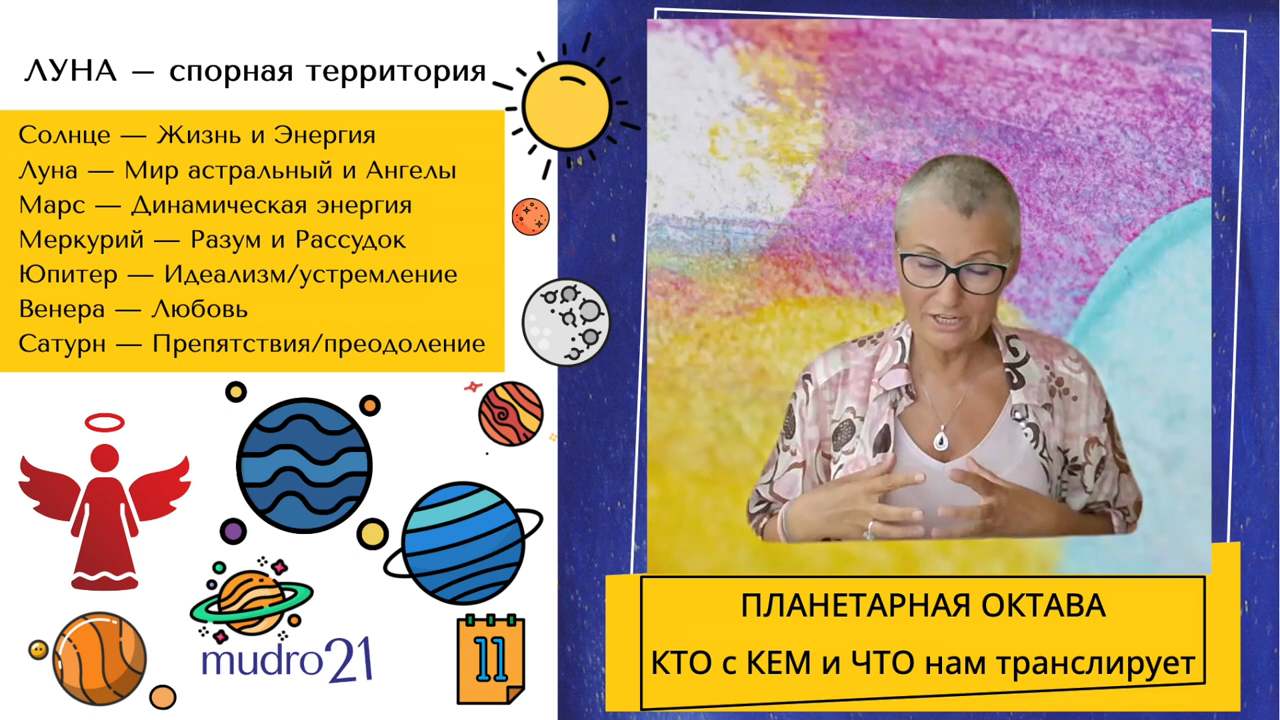 ЛУНА – спорная территория
Солнце — Жизнь и Энергия
Луна — Мир астральный и Ангелы
Марс — Динамическая энергия
Меркурий — Разум и Рассудок
Юпитер — Идеализм/устремление
Венера — Любовь
Сатурн — Препятствия/преодоление
mudro21
11
ПЛАНЕТАРНАЯ ОКТАВА
КТО с КЕМ и ЧТО нам транслирует